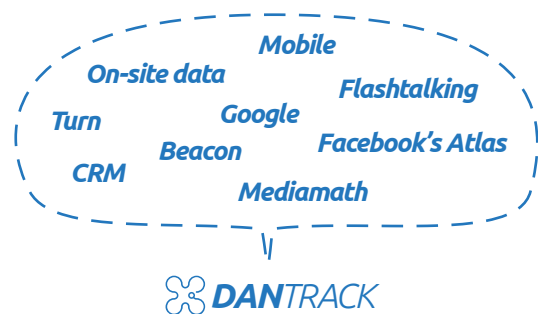 Mobile
On-site data
Flashtalking
Google
Turn
Facebook’s Atlas
Beacon
CRM
Mediamath
DANTRACK